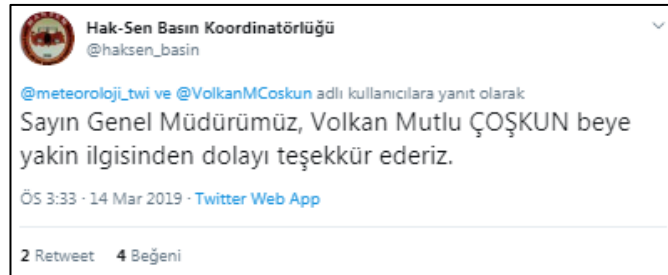 Hak-Sen Basın Koordinatörlüğü
@haksen_basin
@meteoroloji_twi ve @VolkanMCoskun adlı kullanıcılara yanıt olarak
Sayın Genel Müdürümüz, Volkan Mutlu ÇOŞKUN beye
yakin ilgisinden dolayı teşekkür ederiz.
ÖS 3:33 · 14 Mar 2019 · Twitter Web App
2 Retweet 4 Beğeni